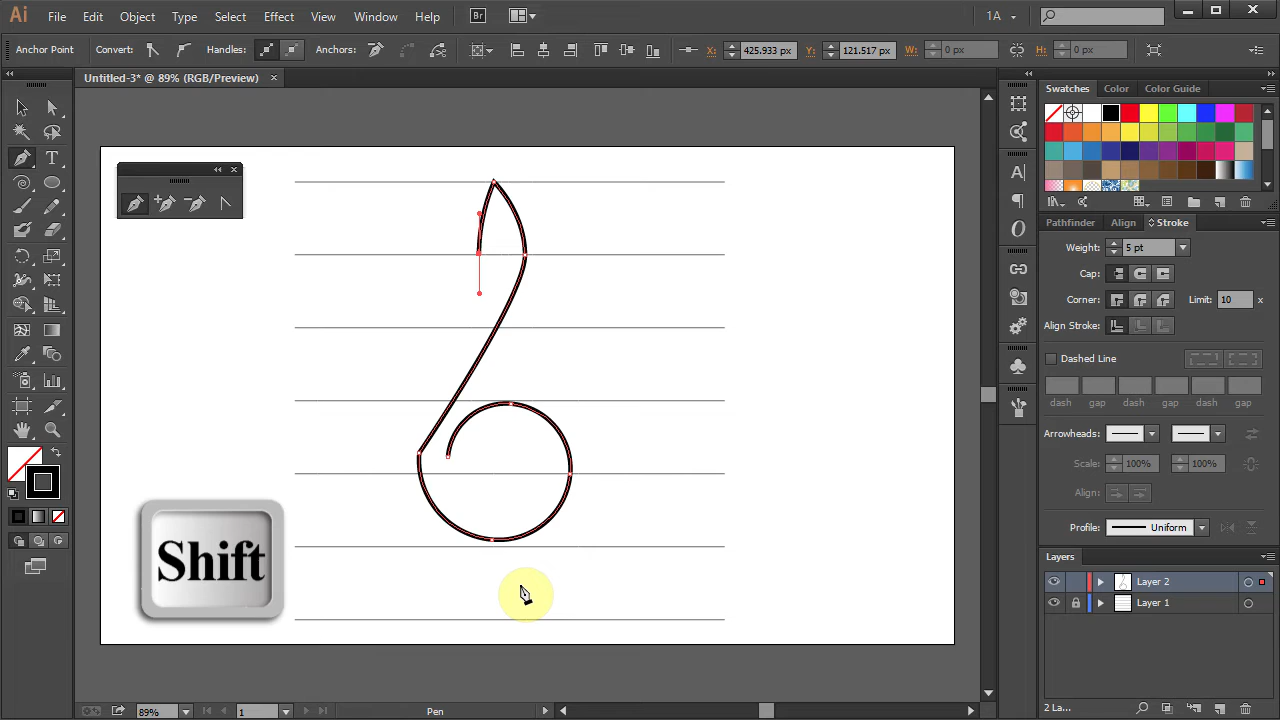 Ai File Edit Object Type Select Effect View Window Help Br 1A
Anchor Point Convert: Handles: Anchors: X: 425.933 px Y: 121.517 px W: 0 px H: 0 px
Untitled-3* @ 89% (RGB/Preview)
Swatches Color Color Guide
Pathfinder Align Stroke
Weight: 5 pt
Cap:
Corner: Limit: 10 x
Align Stroke:
Dashed Line
dash gap dash gap dash gap
Arrowheads:
Scale: 100% 100%
Align:
Profile: Uniform
Layers
Layer 2
Layer 1
2 La...
Shift
89% 1 Pen